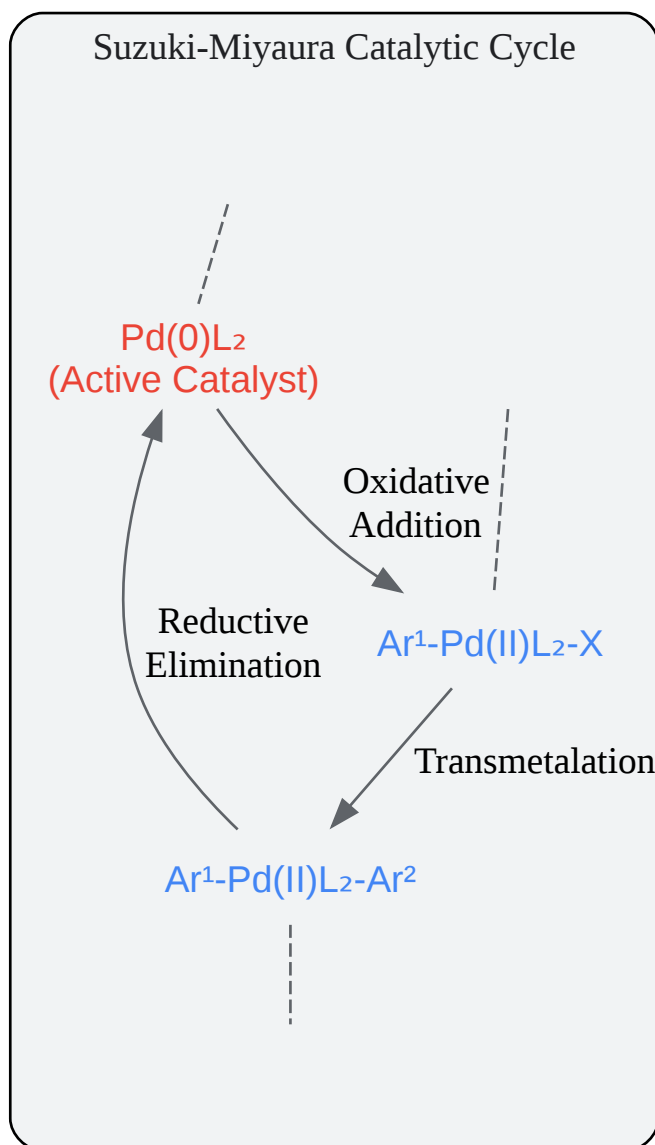 Suzuki-Miyaura Catalytic Cycle
Pd(0)L₂
(Active Catalyst)
Oxidative
Addition
Reductive
Elimination
Ar¹-Pd(II)L₂-X
Transmetalation
Ar¹-Pd(II)L₂-Ar²